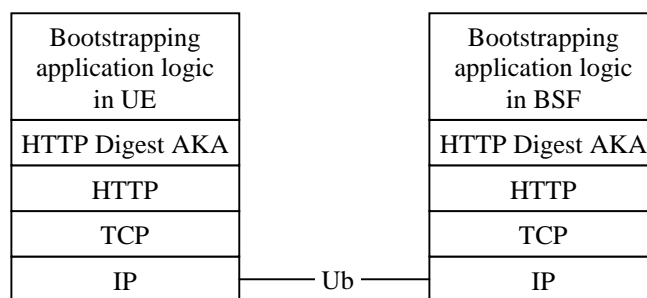 Bootstrapping
application logic
in UE
HTTP Digest AKA
HTTP
TCP
IP
Ub
Bootstrapping
application logic
in BSF
HTTP Digest AKA
HTTP
TCP
IP